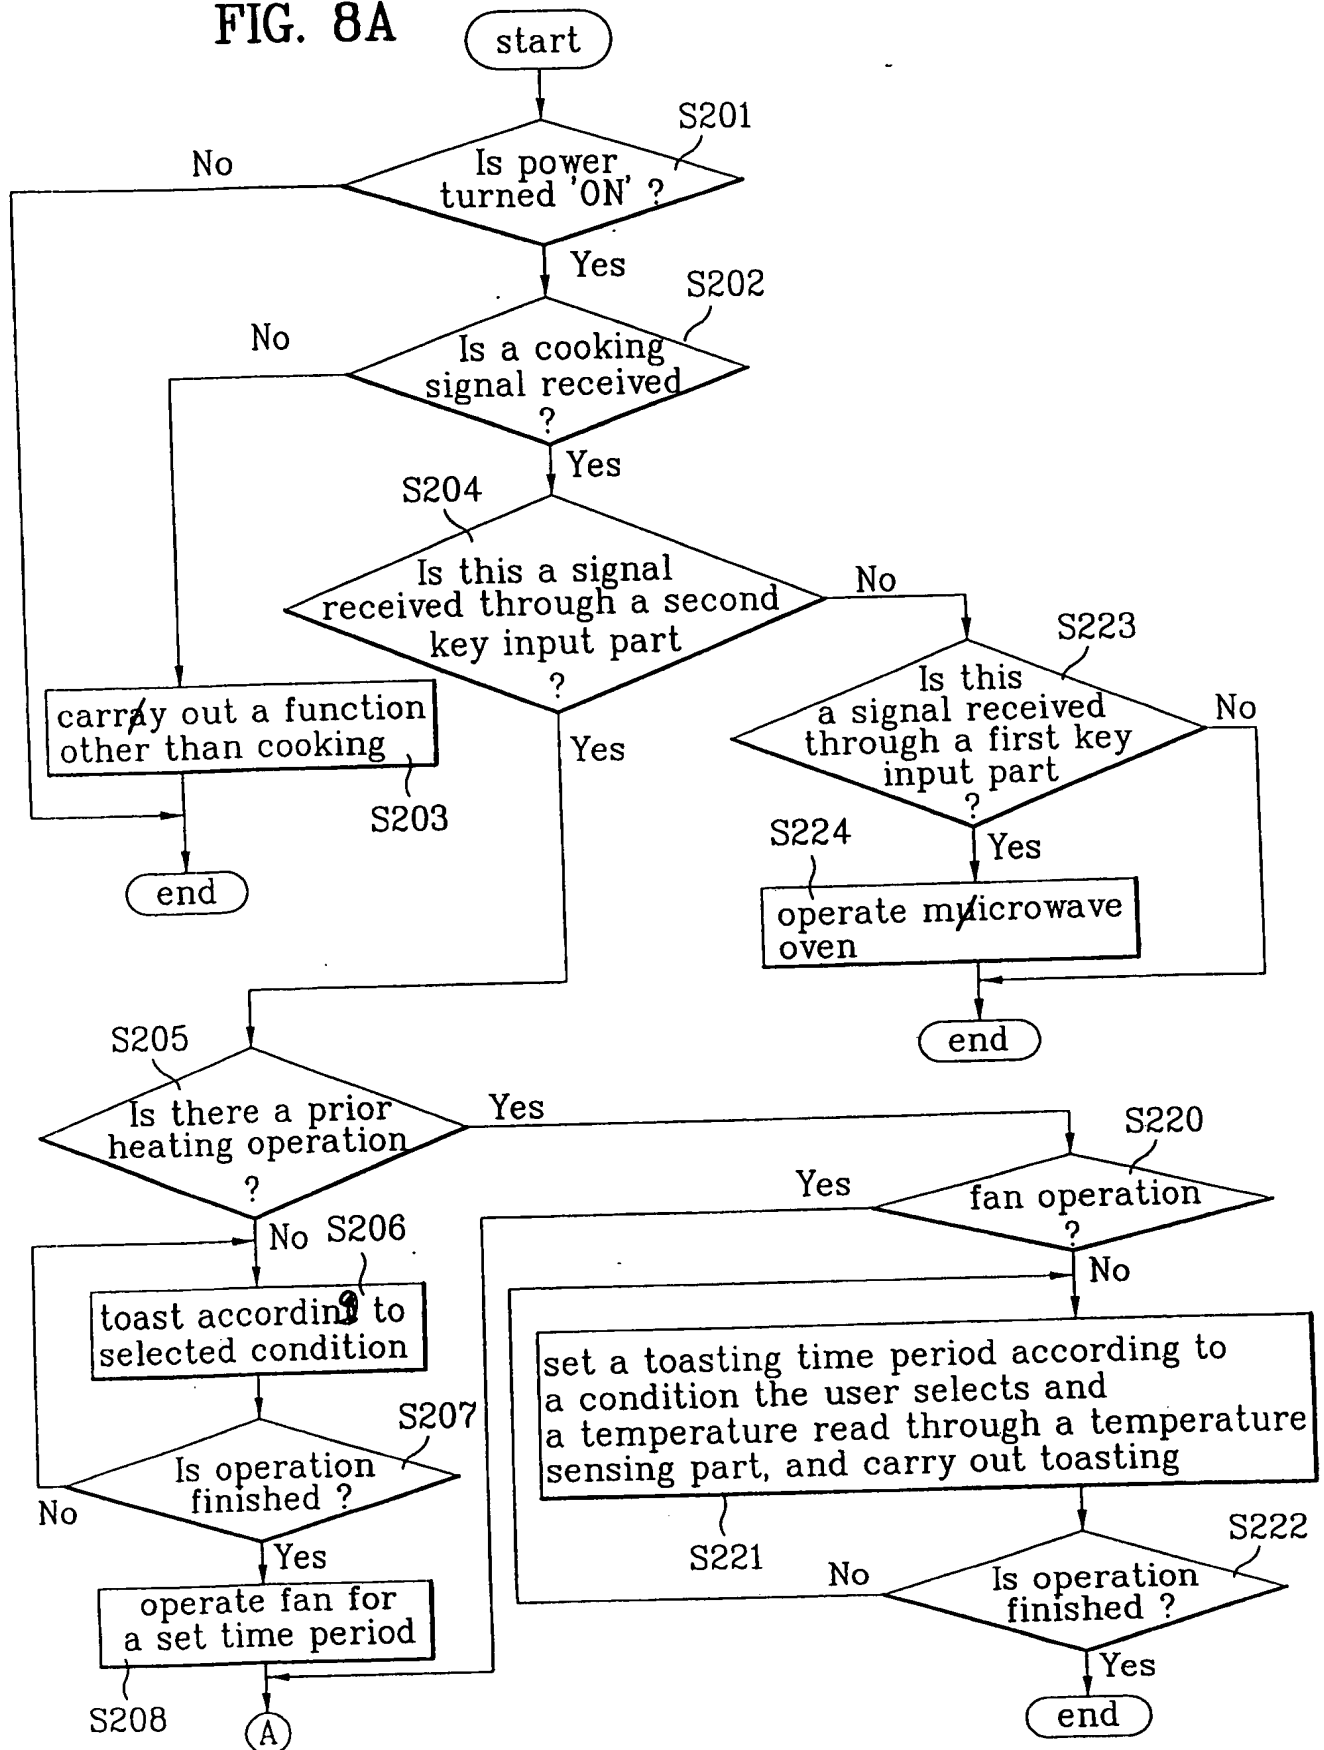 FIG. 8A
start
S201
Is power
turned 'ON' ?
No
Yes
S202
Is a cooking
signal received
?
No
Yes
S204
Is this a signal
received through a second
key input part
?
No
Yes
S223
Is this
a signal received
through a first key
input part
?
No
Yes
carray out a function
other than cooking
S203
end
S224
operate muicrowave
oven
end
S205
Is there a prior
heating operation
?
Yes
No
S220
fan operation
?
Yes
No
S206
toast according to
selected condition
S207
Is operation
finished ?
No
Yes
operate fan for
a set time period
S208
A
set a toasting time period according to
a condition the user selects and
a temperature read through a temperature
sensing part, and carry out toasting
S221
S222
Is operation
finished ?
No
Yes
end